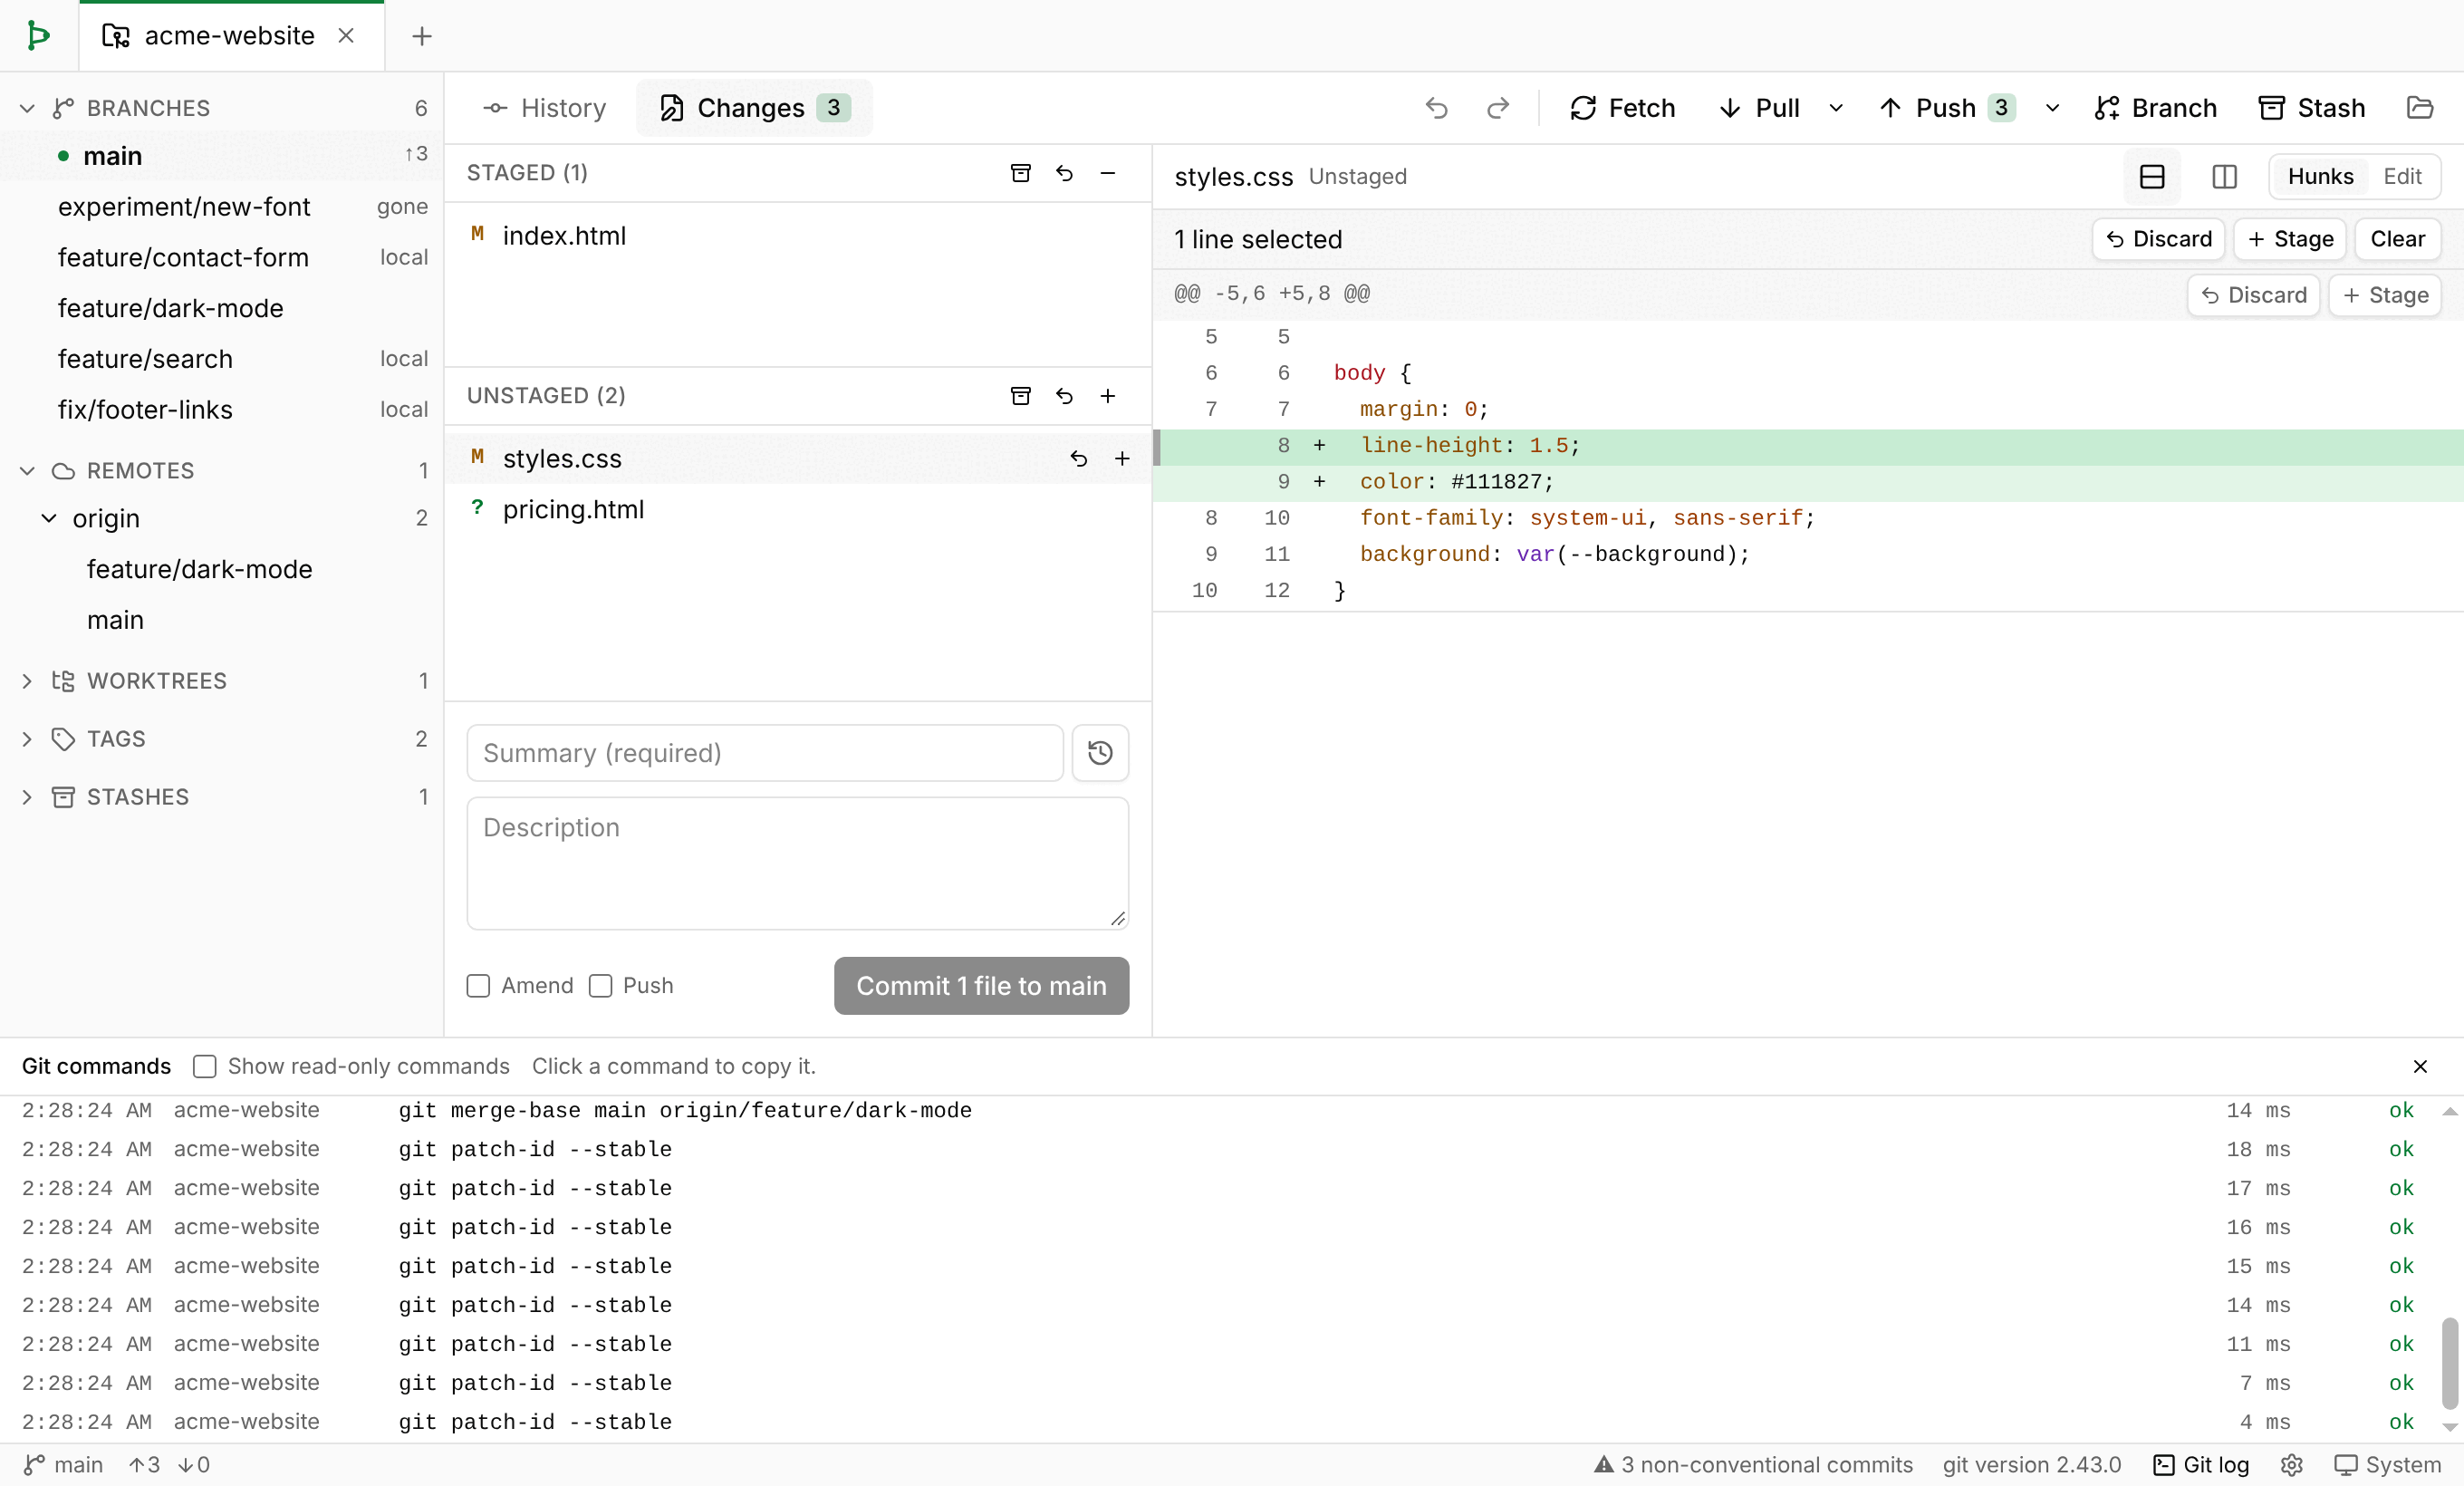 acme-website
BRANCHES 6
main ↑3
experiment/new-font gone
feature/contact-form local
feature/dark-mode
feature/search local
fix/footer-links local
REMOTES 1
origin 2
feature/dark-mode
main
WORKTREES 1
TAGS 2
STASHES 1
History Changes 3 Fetch Pull Push 3 Branch Stash
STAGED (1)
M index.html
UNSTAGED (2)
M styles.css
? pricing.html
Summary (required)
Description
Amend Push Commit 1 file to main
styles.css Unstaged Hunks Edit
1 line selected Discard + Stage Clear
@@ -5,6 +5,8 @@ Discard + Stage
5 5
6 6 body {
7 7 margin: 0;
8 + line-height: 1.5;
9 + color: #111827;
8 10 font-family: system-ui, sans-serif;
9 11 background: var(--background);
10 12 }
Git commands Show read-only commands Click a command to copy it.
2:28:24 AM acme-website git merge-base main origin/feature/dark-mode 14 ms ok
2:28:24 AM acme-website git patch-id --stable 18 ms ok
2:28:24 AM acme-website git patch-id --stable 17 ms ok
2:28:24 AM acme-website git patch-id --stable 16 ms ok
2:28:24 AM acme-website git patch-id --stable 15 ms ok
2:28:24 AM acme-website git patch-id --stable 14 ms ok
2:28:24 AM acme-website git patch-id --stable 11 ms ok
2:28:24 AM acme-website git patch-id --stable 7 ms ok
2:28:24 AM acme-website git patch-id --stable 4 ms ok
main ↑3 ↓0 3 non-conventional commits git version 2.43.0 Git log System